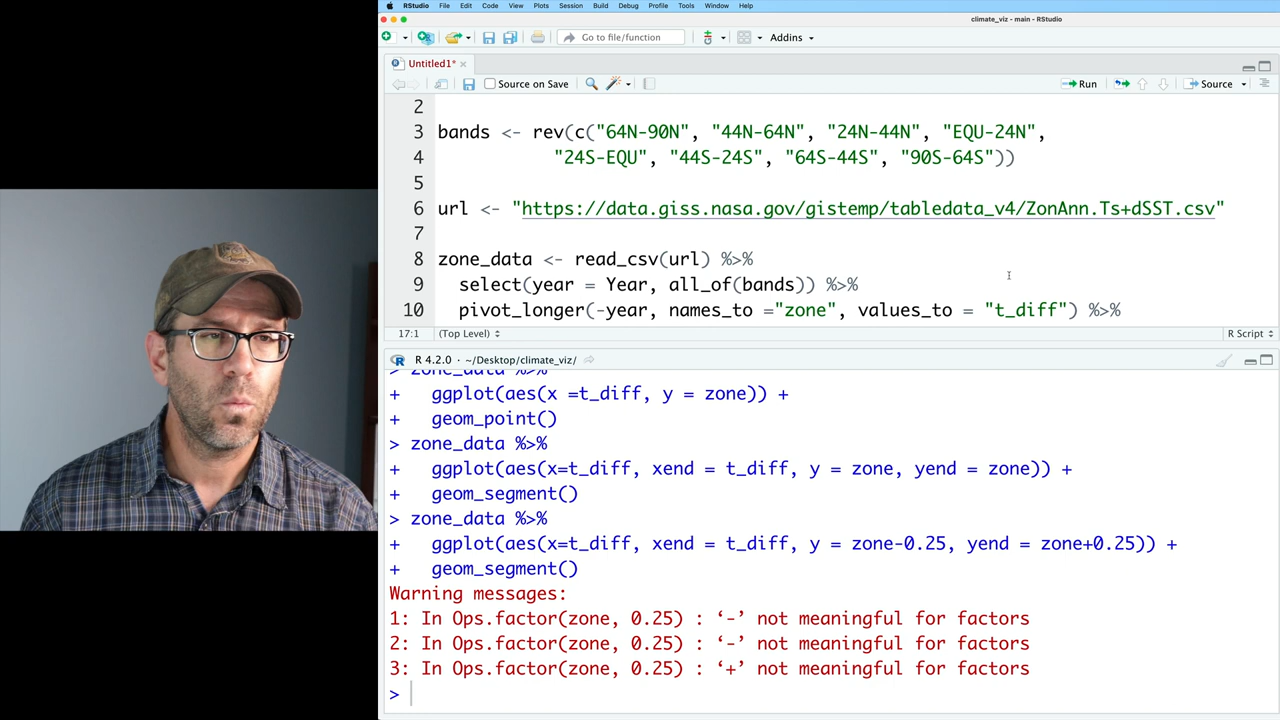 RStudio File Edit Code View Plots Session Build Debug Profile Tools Window Help
climate_viz - main - RStudio
Go to file/function Addins
Untitled1*
Source on Save Run Source
2
3 bands <- rev(c("64N-90N", "44N-64N", "24N-44N", "EQU-24N",
4 "24S-EQU", "44S-24S", "64S-44S", "90S-64S"))
5
6 url <- "https://data.giss.nasa.gov/gistemp/tabledata_v4/ZonAnn.Ts+dSST.csv"
7
8 zone_data <- read_csv(url) %>%
9 select(year = Year, all_of(bands)) %>%
10 pivot_longer(-year, names_to ="zone", values_to = "t_diff") %>%
17:1 (Top Level) R Script
R 4.2.0 · ~/Desktop/climate_viz/
> zone_data %>%
+ ggplot(aes(x =t_diff, y = zone)) +
+ geom_point()
> zone_data %>%
+ ggplot(aes(x=t_diff, xend = t_diff, y = zone, yend = zone)) +
+ geom_segment()
> zone_data %>%
+ ggplot(aes(x=t_diff, xend = t_diff, y = zone-0.25, yend = zone+0.25)) +
+ geom_segment()
Warning messages:
1: In Ops.factor(zone, 0.25) : ‘-’ not meaningful for factors
2: In Ops.factor(zone, 0.25) : ‘-’ not meaningful for factors
3: In Ops.factor(zone, 0.25) : ‘+’ not meaningful for factors
>